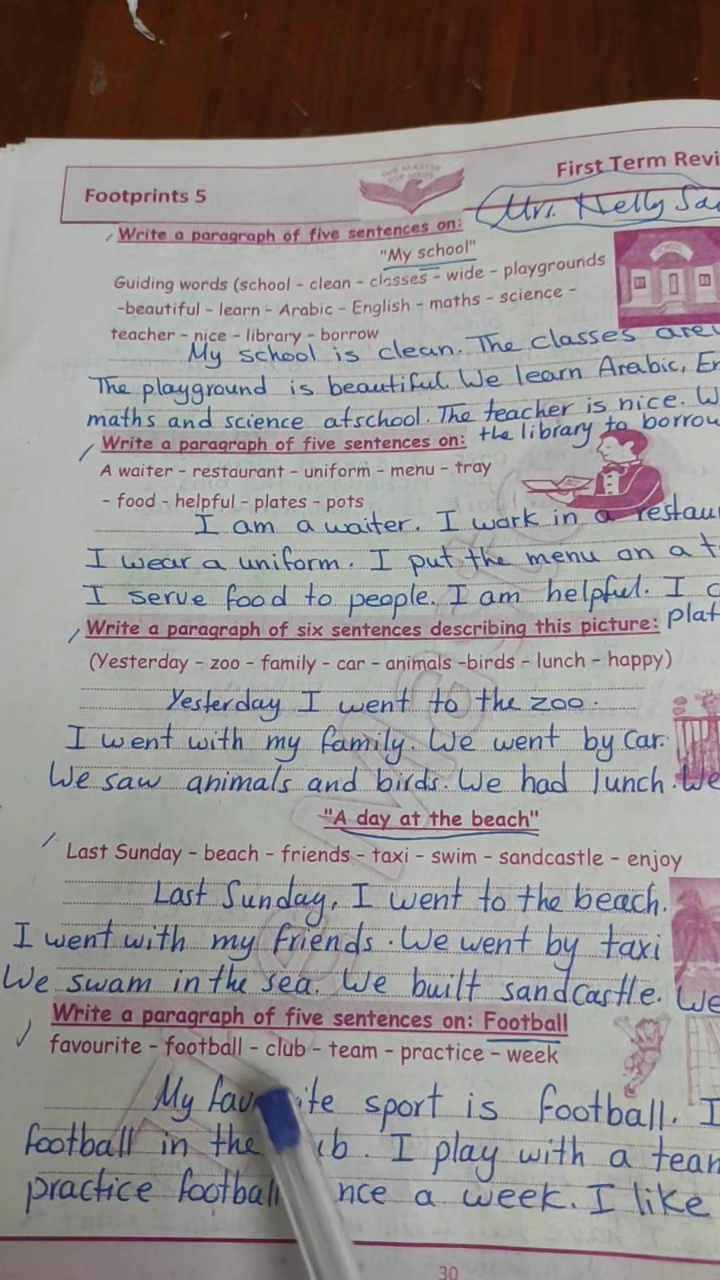 First Term Revi
Footprints 5
THE MASTER
Mrs. Nelly Sa
Write a paragraph of five sentences on:
"My school"
SCHOOL
Guiding words (school - clean - classes - wide - playgrounds
-beautiful - learn - Arabic - English - maths - science -
teacher - nice - library - borrow
My school is clean. The classes are
The playground is beautiful. We learn Arabic, En
maths and science at school. The teacher is nice. W
the library to borrow
Write a paragraph of five sentences on:
A waiter - restaurant - uniform - menu - tray
- food - helpful - plates - pots
I am a waiter. I work in a restau
I wear a uniform. I put the menu on a t
I serve food to people. I am helpful. I c
plat
Write a paragraph of six sentences describing this picture:
(Yesterday - zoo - family - car - animals -birds - lunch - happy)
Yesterday I went to the zoo.
I went with my family. We went by car.
We saw animals and birds. We had lunch. We
"A day at the beach"
Last Sunday - beach - friends - taxi - swim - sandcastle - enjoy
Last Sunday, I went to the beach.
I went with my friends. We went by taxi
We swam in the sea. We built sandcastle. We
Write a paragraph of five sentences on: Football
favourite - football - club - team - practice - week
My fav ite sport is football. I
football in the ub. I play with a tean
practice football nce a week. I like
30